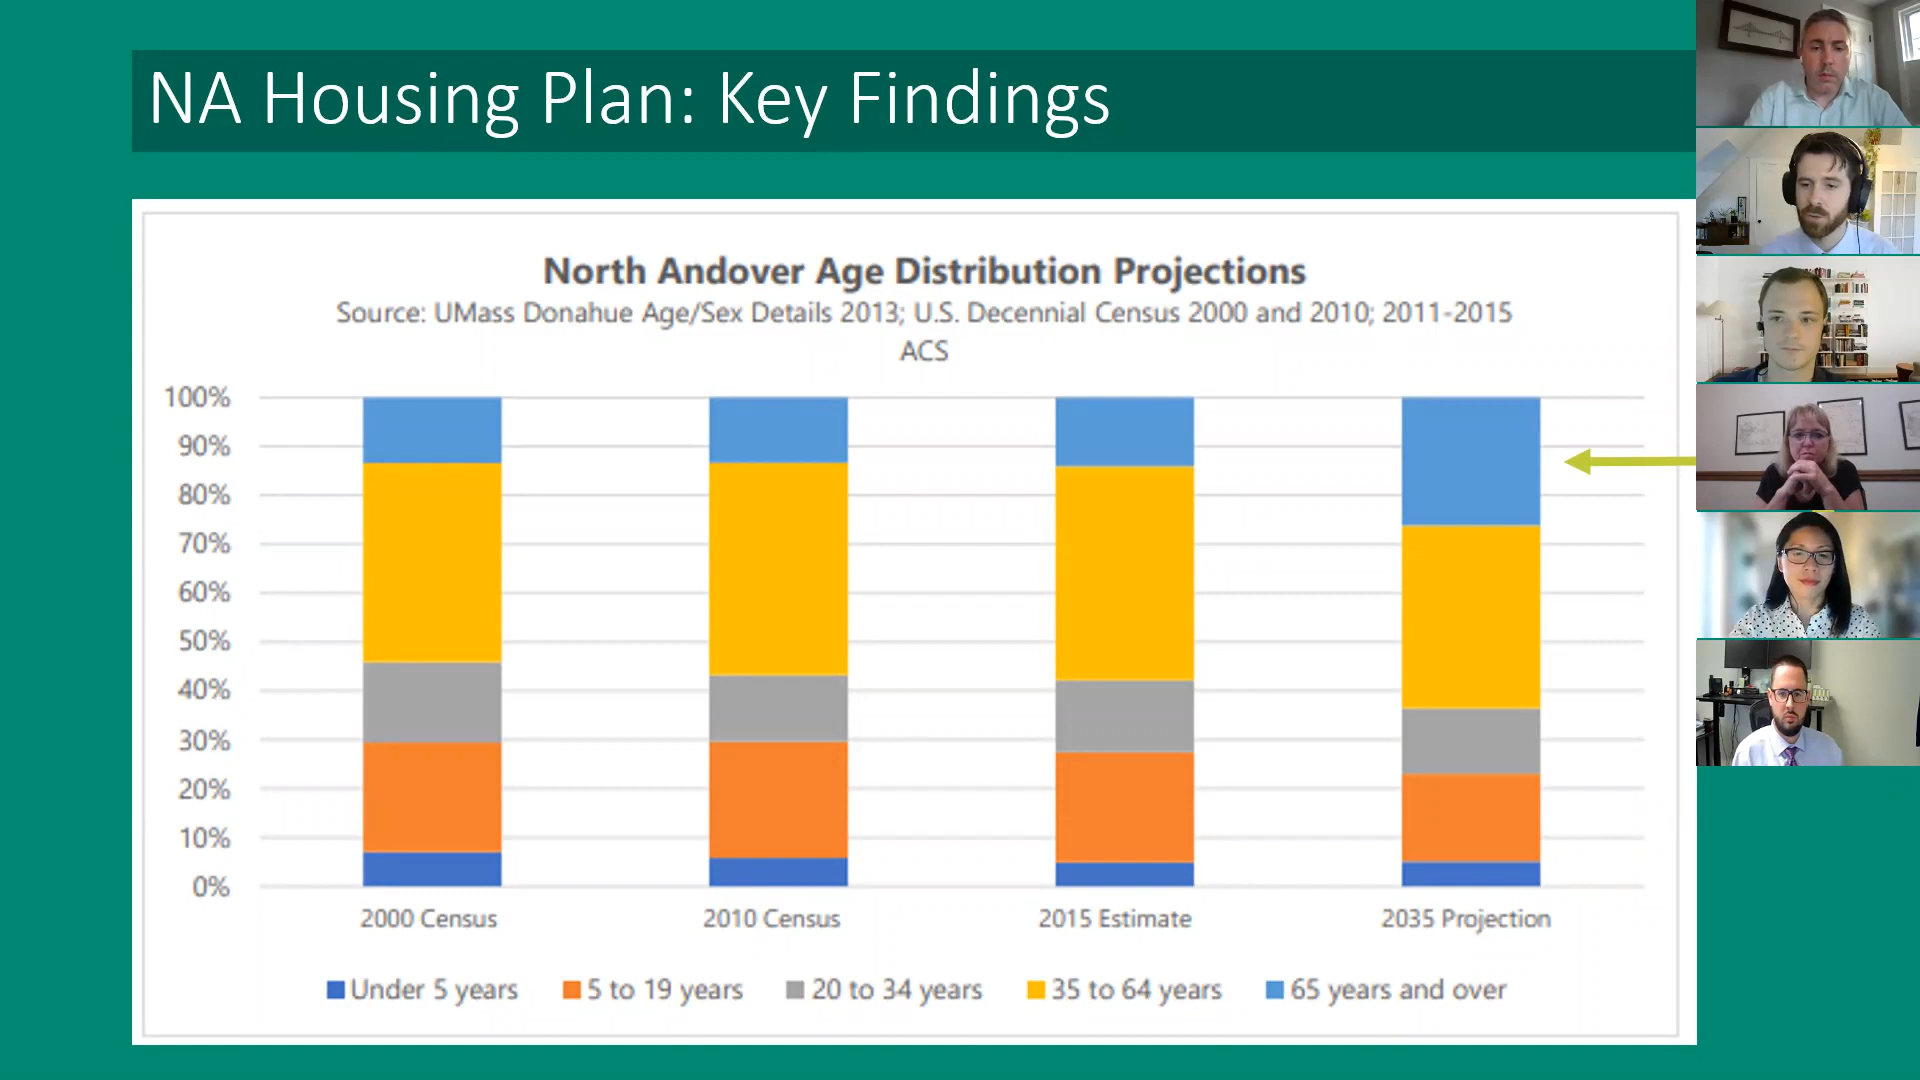 NA Housing Plan: Key Findings
North Andover Age Distribution Projections
Source: UMass Donahue Age/Sex Details 2013; U.S. Decennial Census 2000 and 2010; 2011-2015
ACS
100%
90%
80%
70%
60%
50%
40%
30%
20%
10%
0%
2000 Census 2010 Census 2015 Estimate 2035 Projection
Under 5 years 5 to 19 years 20 to 34 years 35 to 64 years 65 years and over